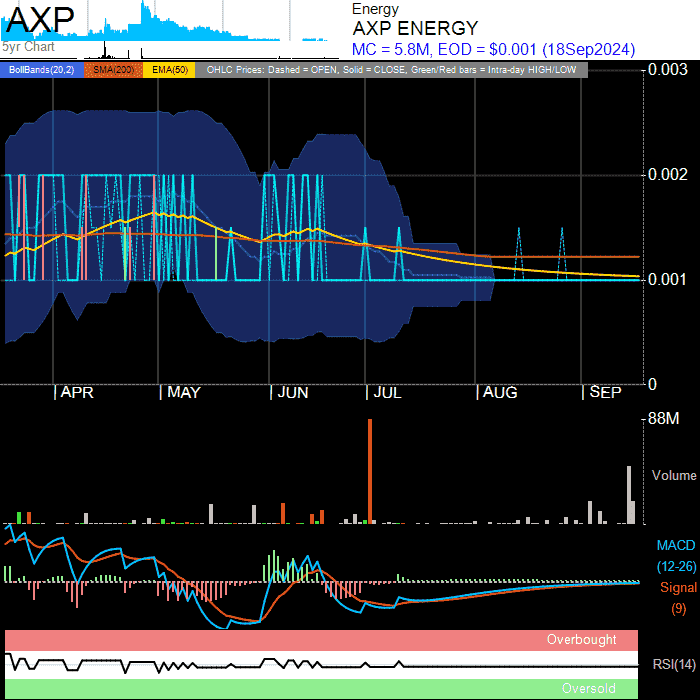 AXP
5yr Chart
Energy
AXP ENERGY
MC = 5.8M, EOD = $0.001 (18Sep2024)
BollBands(20,2) SMA(200) EMA(50) OHLC Prices: Dashed = OPEN, Solid = CLOSE, Green/Red bars = Intra-day HIGH/LOW
0.003
0.002
0.001
0
APR MAY JUN JUL AUG SEP
88M
Volume
MACD
(12-26)
Signal
(9)
Overbought
RSI(14)
Oversold